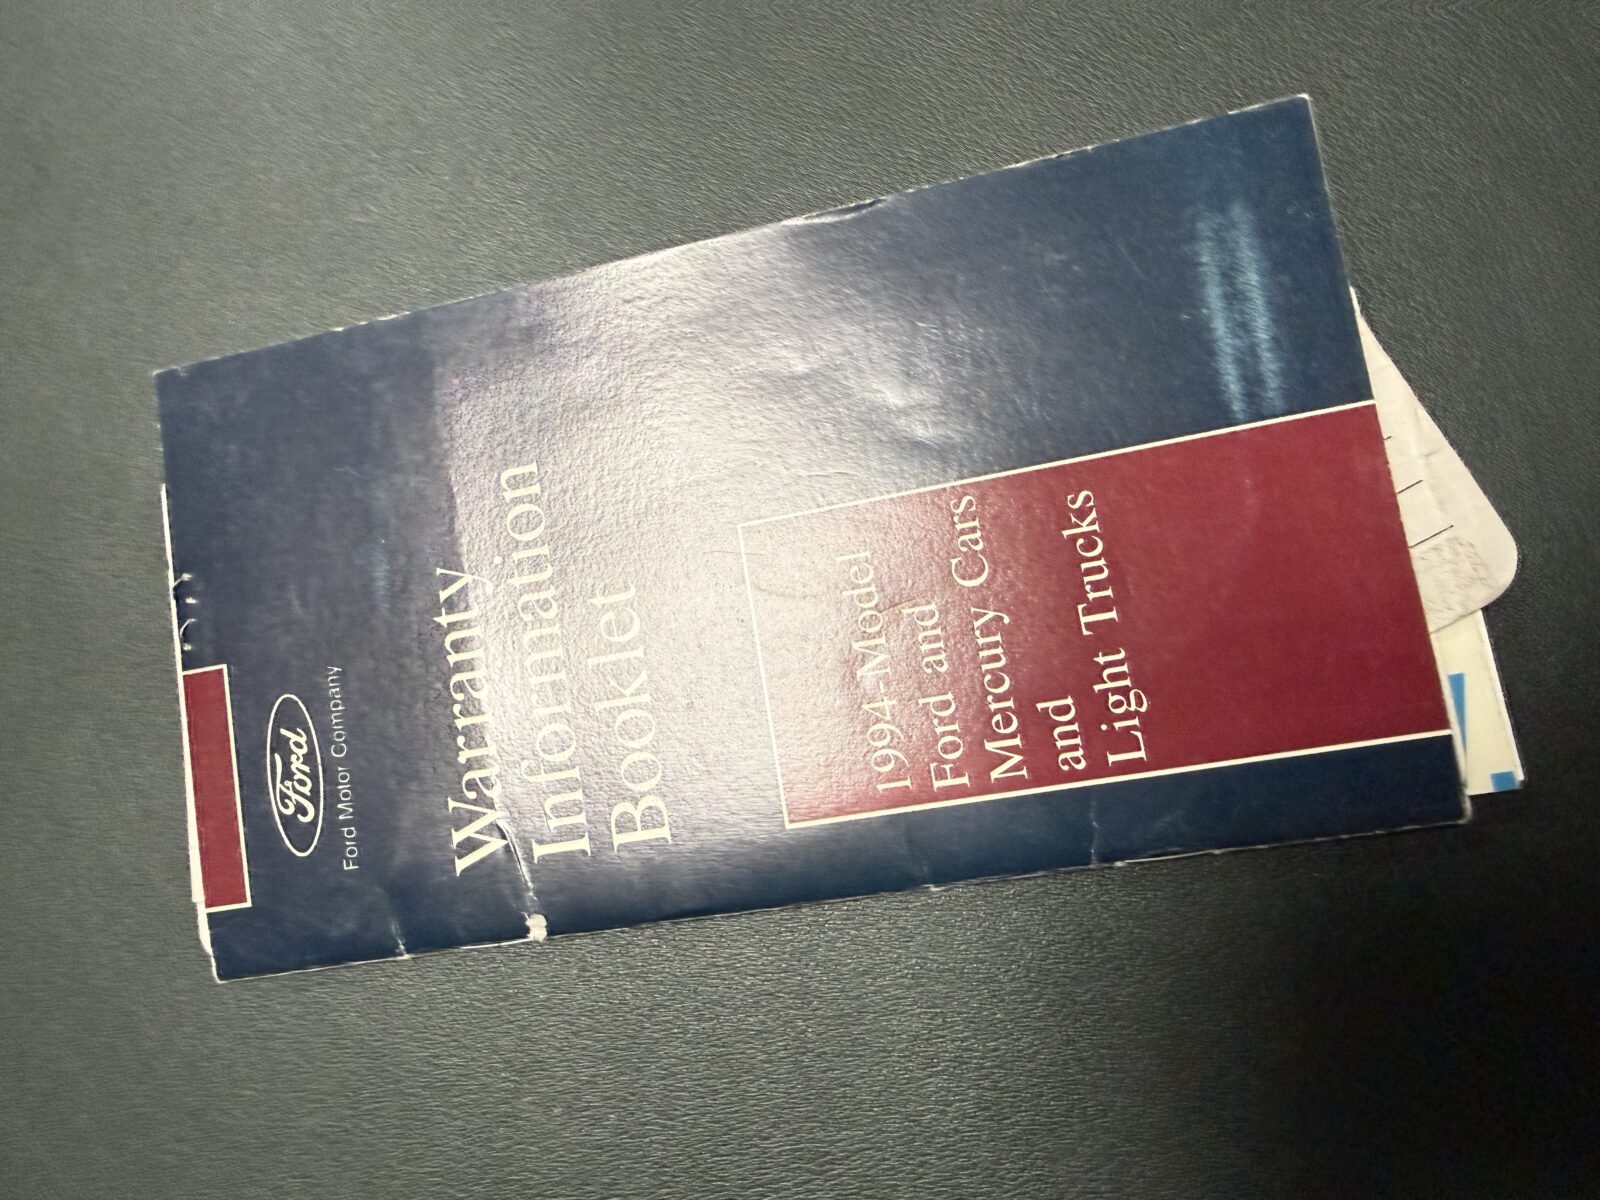 Ford
Ford Motor Company
Warranty
Information
Booklet
1994-Model
Ford and
Mercury Cars
and
Light Trucks